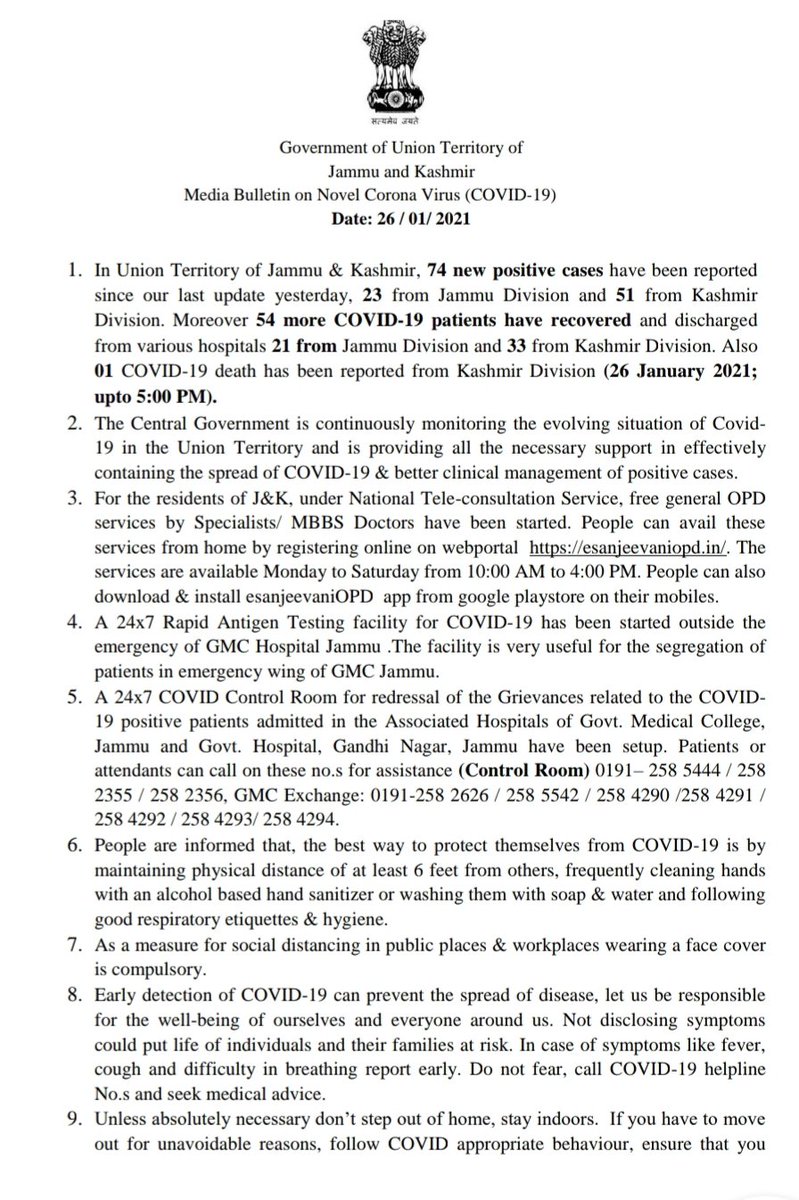 सत्यमेव जयते
Government of Union Territory of
Jammu and Kashmir
Media Bulletin on Novel Corona Virus (COVID-19)
Date: 26 / 01/ 2021
1. In Union Territory of Jammu & Kashmir, 74 new positive cases have been reported
since our last update yesterday, 23 from Jammu Division and 51 from Kashmir
Division. Moreover 54 more COVID-19 patients have recovered and discharged
from various hospitals 21 from Jammu Division and 33 from Kashmir Division. Also
01 COVID-19 death has been reported from Kashmir Division (26 January 2021;
upto 5:00 PM).
2. The Central Government is continuously monitoring the evolving situation of Covid-
19 in the Union Territory and is providing all the necessary support in effectively
containing the spread of COVID-19 & better clinical management of positive cases.
3. For the residents of J&K, under National Tele-consultation Service, free general OPD
services by Specialists/ MBBS Doctors have been started. People can avail these
services from home by registering online on webportal https://esanjeevaniopd.in/. The
services are available Monday to Saturday from 10:00 AM to 4:00 PM. People can also
download & install esanjeevaniOPD app from google playstore on their mobiles.
4. A 24x7 Rapid Antigen Testing facility for COVID-19 has been started outside the
emergency of GMC Hospital Jammu .The facility is very useful for the segregation of
patients in emergency wing of GMC Jammu.
5. A 24x7 COVID Control Room for redressal of the Grievances related to the COVID-
19 positive patients admitted in the Associated Hospitals of Govt. Medical College,
Jammu and Govt. Hospital, Gandhi Nagar, Jammu have been setup. Patients or
attendants can call on these no.s for assistance (Control Room) 0191– 258 5444 / 258
2355 / 258 2356, GMC Exchange: 0191-258 2626 / 258 5542 / 258 4290 /258 4291 /
258 4292 / 258 4293/ 258 4294.
6. People are informed that, the best way to protect themselves from COVID-19 is by
maintaining physical distance of at least 6 feet from others, frequently cleaning hands
with an alcohol based hand sanitizer or washing them with soap & water and following
good respiratory etiquettes & hygiene.
7. As a measure for social distancing in public places & workplaces wearing a face cover
is compulsory.
8. Early detection of COVID-19 can prevent the spread of disease, let us be responsible
for the well-being of ourselves and everyone around us. Not disclosing symptoms
could put life of individuals and their families at risk. In case of symptoms like fever,
cough and difficulty in breathing report early. Do not fear, call COVID-19 helpline
No.s and seek medical advice.
9. Unless absolutely necessary don’t step out of home, stay indoors. If you have to move
out for unavoidable reasons, follow COVID appropriate behaviour, ensure that you